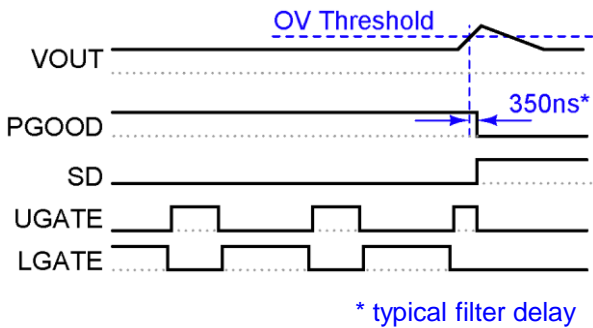 OV Threshold
VOUT
350ns*
PGOOD
SD
UGATE
LGATE
* typical filter delay